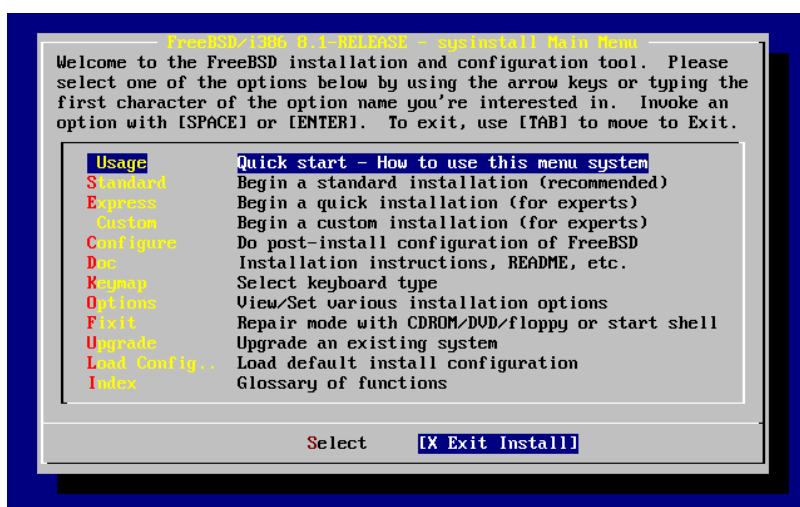 FreeBSD/i386 8.1-RELEASE - sysinstall Main Menu
Welcome to the FreeBSD installation and configuration tool.  Please
select one of the options below by using the arrow keys or typing the
first character of the option name you're interested in.  Invoke an
option with [SPACE] or [ENTER].  To exit, use [TAB] to move to Exit.
Usage Quick start - How to use this menu system
Standard Begin a standard installation (recommended)
Express Begin a quick installation (for experts)
Custom Begin a custom installation (for experts)
Configure Do post-install configuration of FreeBSD
Doc Installation instructions, README, etc.
Keymap Select keyboard type
Options View/Set various installation options
Fixit Repair mode with CDROM/DVD/floppy or start shell
Upgrade Upgrade an existing system
Load Config.. Load default install configuration
Index Glossary of functions
Select [X Exit Install]